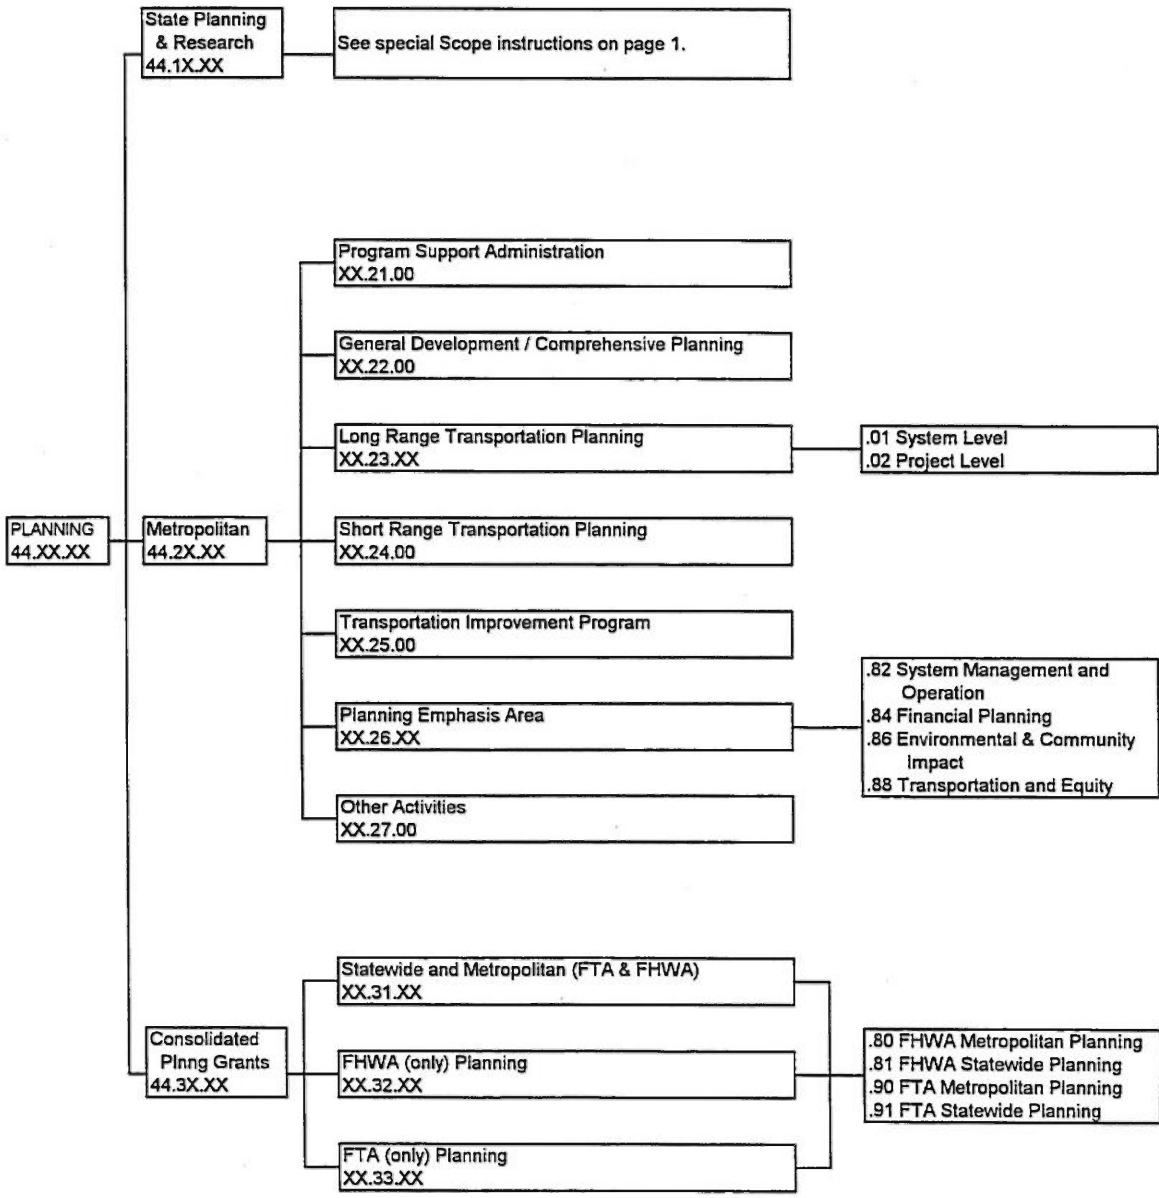 State Planning
& Research
44.1X.XX
See special Scope instructions on page 1.
Program Support Administration
XX.21.00
General Development / Comprehensive Planning
XX.22.00
Long Range Transportation Planning
XX.23.XX
.01 System Level
.02 Project Level
PLANNING
44.XX.XX
Metropolitan
44.2X.XX
Short Range Transportation Planning
XX.24.00
Transportation Improvement Program
XX.25.00
Planning Emphasis Area
XX.26.XX
.82 System Management and
Operation
.84 Financial Planning
.86 Environmental & Community
Impact
.88 Transportation and Equity
Other Activities
XX.27.00
Statewide and Metropolitan (FTA & FHWA)
XX.31.XX
Consolidated
Plnng Grants
44.3X.XX
FHWA (only) Planning
XX.32.XX
.80 FHWA Metropolitan Planning
.81 FHWA Statewide Planning
.90 FTA Metropolitan Planning
.91 FTA Statewide Planning
FTA (only) Planning
XX.33.XX